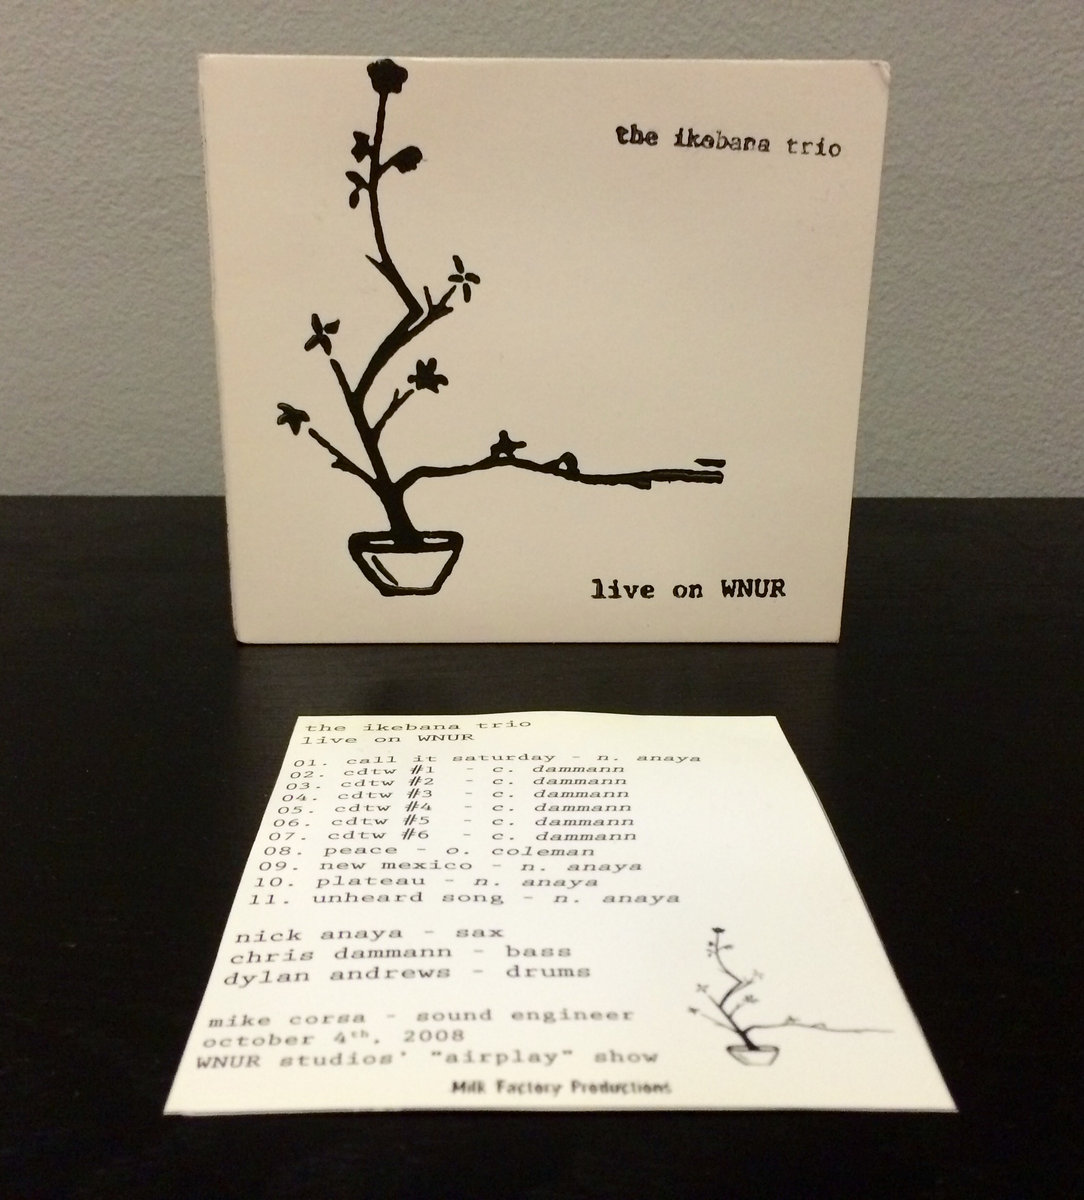 the ikebana trio
live on WNUR
the ikebana trio
live on WNUR
01. call it saturday - n. anaya
02. cdtw #1 - c. dammann
03. cdtw #2 - c. dammann
04. cdtw #3 - c. dammann
05. cdtw #4 - c. dammann
06. cdtw #5 - c. dammann
07. cdtw #6 - c. dammann
08. peace - o. coleman
09. new mexico - n. anaya
10. plateau - n. anaya
11. unheard song - n. anaya
nick anaya - sax
chris dammann - bass
dylan andrews - drums
mike corsa - sound engineer
october 4th, 2008
WNUR studios' "airplay" show
Milk Factory Productions